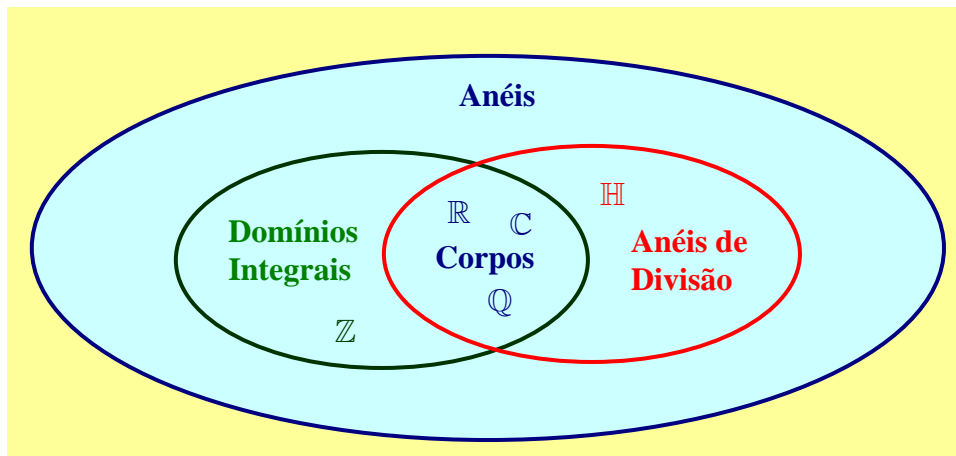 Anéis
ℍ
ℝ
ℂ
Domínios
Integrais
Corpos
Anéis de
Divisão
ℚ
ℤ